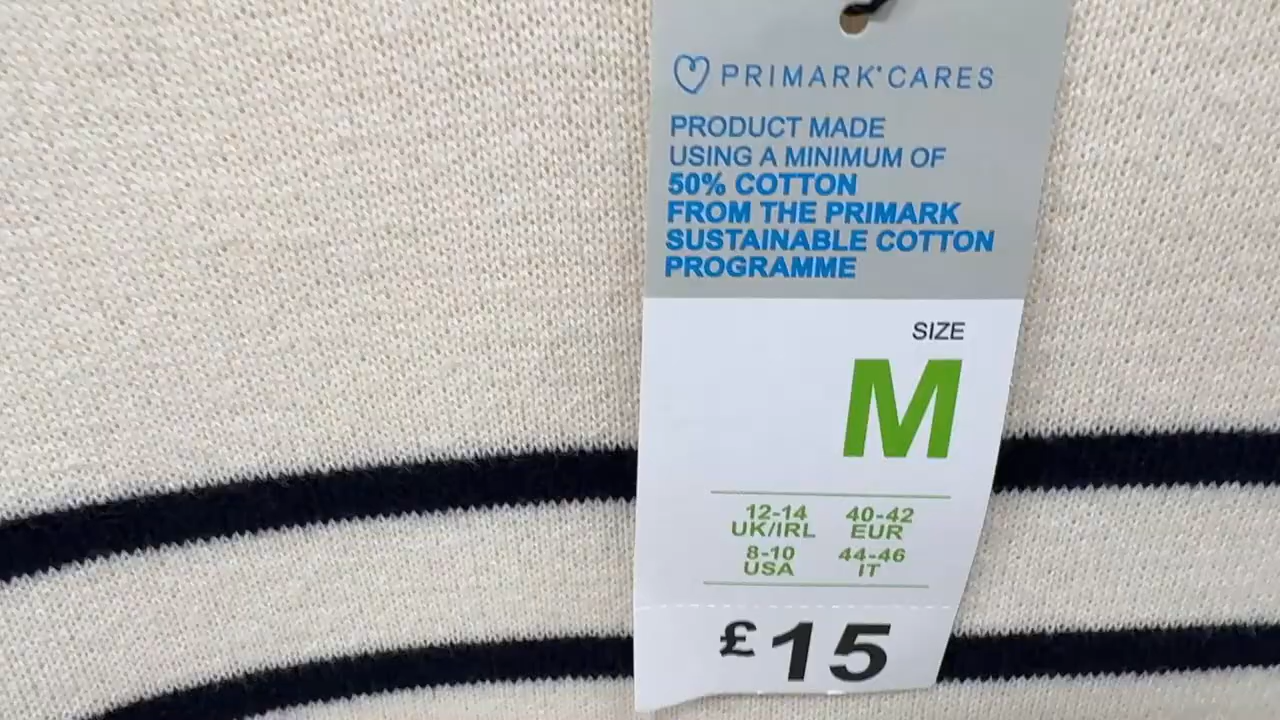 PRIMARK® CARES
PRODUCT MADE
USING A MINIMUM OF
50% COTTON
FROM THE PRIMARK
SUSTAINABLE COTTON
PROGRAMME
SIZE
M
12-14 40-42
UK/IRL EUR
8-10 44-46
USA IT
£15